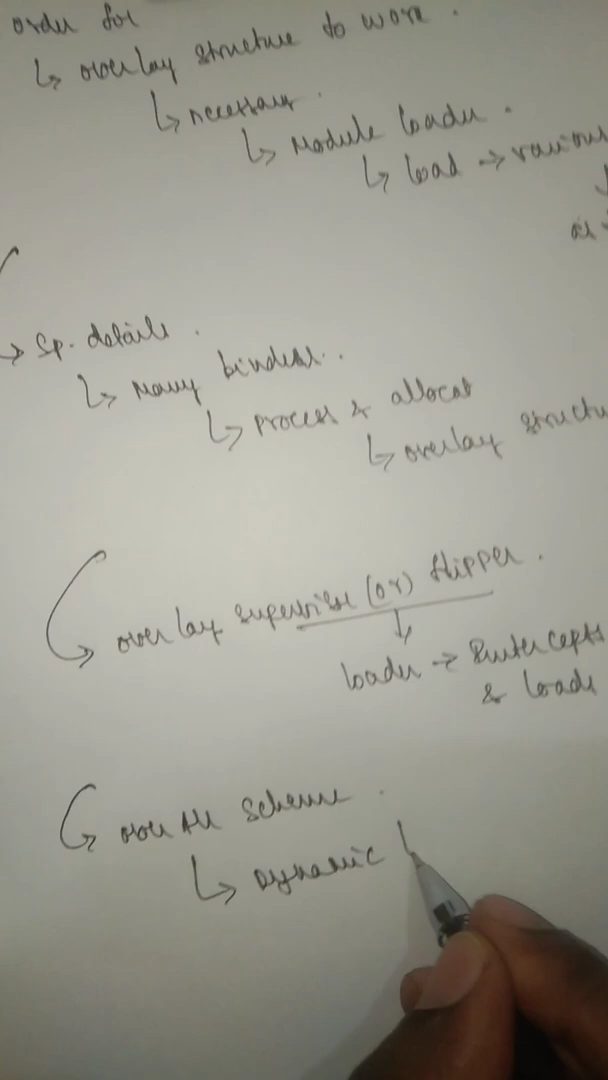 order for
↳ overlay structure to work.
↳ necessary.
↳ Module loader.
↳ load → various
→ Sp. details.
↳ Many binders..
↳ process & allocat
↳ overlay structu
↳ overlay supervisor (or) flipper.
↓
loader → intercepts
& loads
↳ scheme.
↳ Dynamic